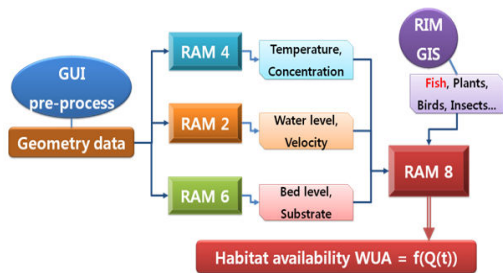 GUI
pre-process
Geometry data
RAM 4
Temperature,
Concentration
RAM 2
Water level,
Velocity
RAM 6
Bed level,
Substrate
RIM
GIS
Fish, Plants,
Birds, Insects...
RAM 8
Habitat availability WUA = f(Q(t))